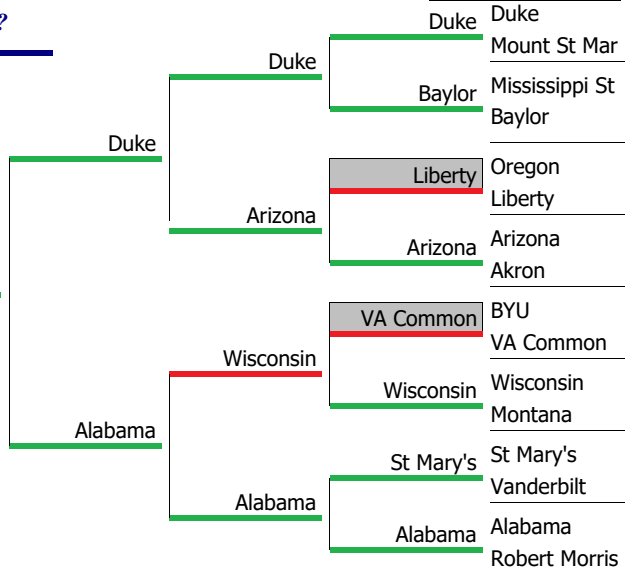 ?
Duke
Mount St Mar
Mississippi St
Baylor
Oregon
Liberty
Arizona
Akron
BYU
VA Common
Wisconsin
Montana
St Mary's
Vanderbilt
Alabama
Robert Morris
Duke
Baylor
Liberty
Arizona
VA Common
Wisconsin
St Mary's
Alabama
Duke
Arizona
Wisconsin
Alabama
Duke
Alabama